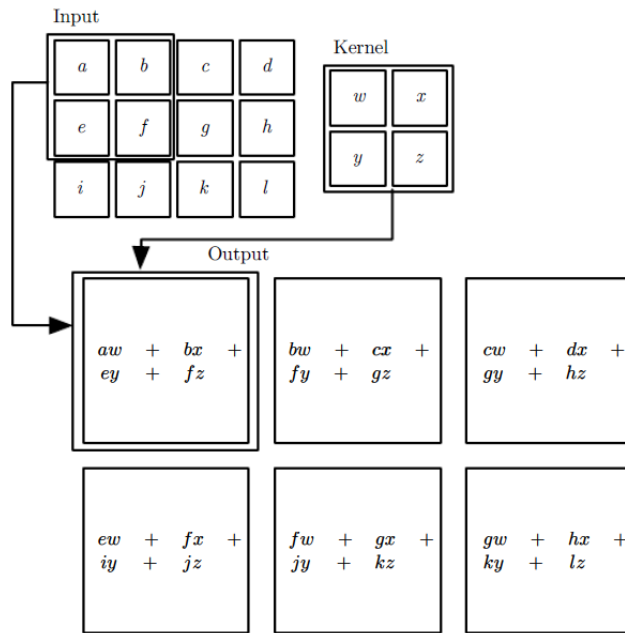 Input
Kernel
a b c d
w x
e f g h
y z
i j k l
Output
aw + bx +
ey + fz
bw + cx +
fy + gz
cw + dx +
gy + hz
ew + fx +
iy + jz
fw + gx +
jy + kz
gw + hx +
ky + lz